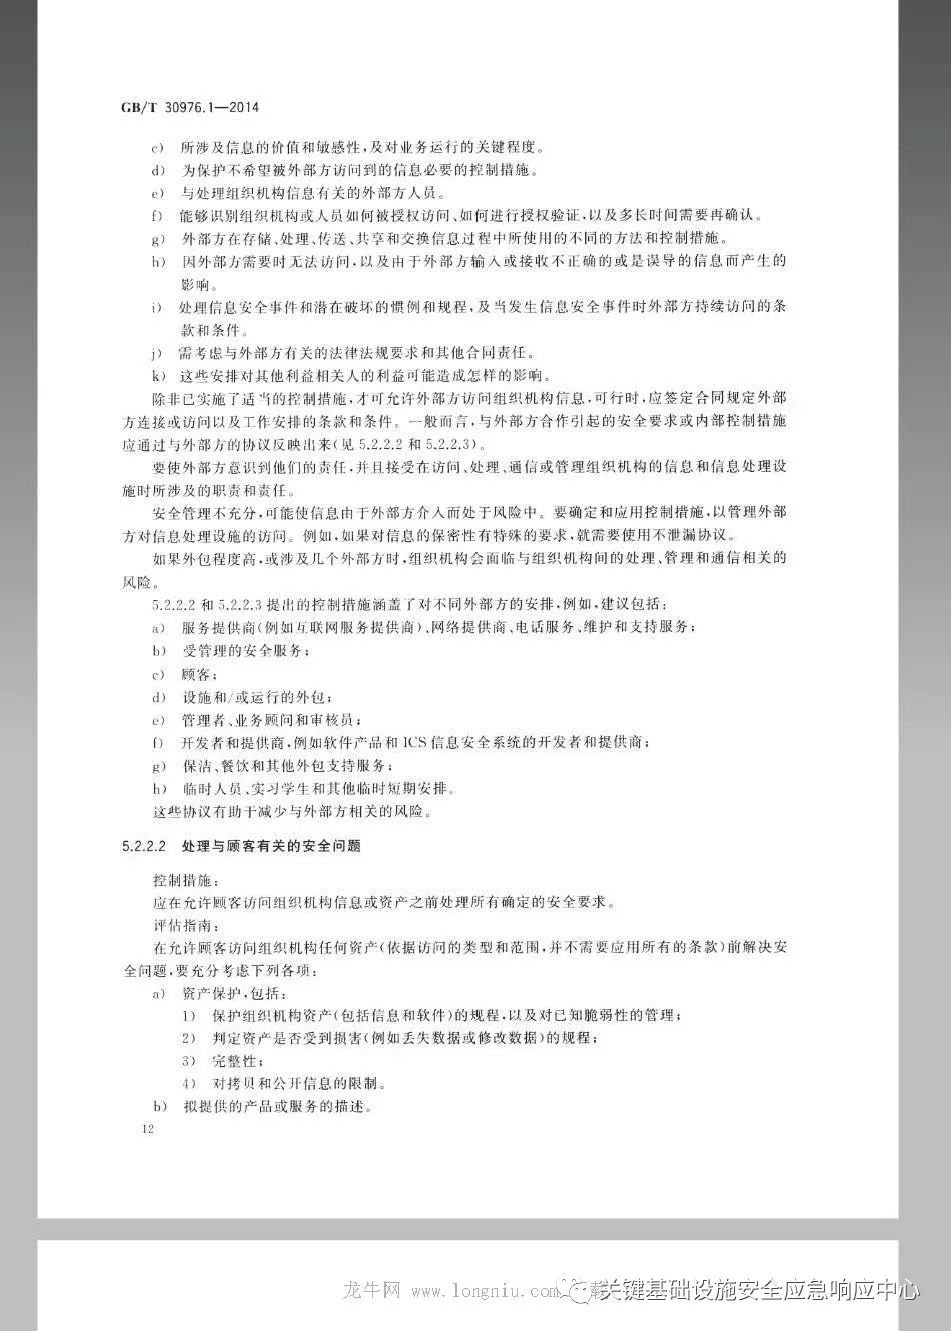 GB/T 30976.1—2014
c) 所涉及信息的价值和敏感性,及对业务运行的关键程度。
d) 为保护不希望被外部方访问到的信息必要的控制措施。
e) 与处理组织机构信息有关的外部方人员。
f) 能够识别组织机构或人员如何被授权访问、如何进行授权验证,以及多长时间需要再确认。
g) 外部方在存储、处理、传送、共享和交换信息过程中所使用的不同的方法和控制措施。
h) 因外部方需要时无法访问,以及由于外部方输入或接收不正确的或是误导的信息而产生的
影响。
i) 处理信息安全事件和潜在破坏的惯例和规程,及当发生信息安全事件时外部方持续访问的条
款和条件。
j) 需考虑与外部方有关的法律法规要求和其他合同责任。
k) 这些安排对其他利益相关人的利益可能造成怎样的影响。
除非已实施了适当的控制措施,才可允许外部方访问组织机构信息,可行时,应签定合同规定外部
方连接或访问以及工作安排的条款和条件。一般而言,与外部方合作引起的安全要求或内部控制措施
应通过与外部方的协议反映出来(见 5.2.2.2 和 5.2.2.3)。
要使外部方意识到他们的责任,并且接受在访问、处理、通信或管理组织机构的信息和信息处理设
施时所涉及的职责和责任。
安全管理不充分,可能使信息由于外部方介入而处于风险中。要确定和应用控制措施,以管理外部
方对信息处理设施的访问。例如,如果对信息的保密性有特殊的要求,就需要使用不泄漏协议。
如果外包程度高,或涉及几个外部方时,组织机构会面临与组织机构间的处理、管理和通信相关的
风险。
5.2.2.2 和 5.2.2.3 提出的控制措施涵盖了对不同外部方的安排,例如,建议包括:
a) 服务提供商(例如互联网服务提供商)、网络提供商、电话服务、维护和支持服务;
b) 受管理的安全服务;
c) 顾客;
d) 设施和/或运行的外包;
e) 管理者、业务顾问和审核员;
f) 开发者和提供商,例如软件产品和 ICS 信息安全系统的开发者和提供商;
g) 保洁、餐饮和其他外包支持服务;
h) 临时人员、实习学生和其他临时短期安排。
这些协议有助于减少与外部方相关的风险。
5.2.2.2 处理与顾客有关的安全问题
控制措施:
应在允许顾客访问组织机构信息或资产之前处理所有确定的安全要求。
评估指南:
在允许顾客访问组织机构任何资产(依据访问的类型和范围,并不需要应用所有的条款)前解决安
全问题,要充分考虑下列各项:
a) 资产保护,包括:
1) 保护组织机构资产(包括信息和软件)的规程,以及对已知脆弱性的管理;
2) 判定资产是否受到损害(例如丢失数据或修改数据)的规程;
3) 完整性;
4) 对拷贝和公开信息的限制。
b) 拟提供的产品或服务的描述。
12
龙牛网 www.longniu.com 关键基础设施安全应急响应中心